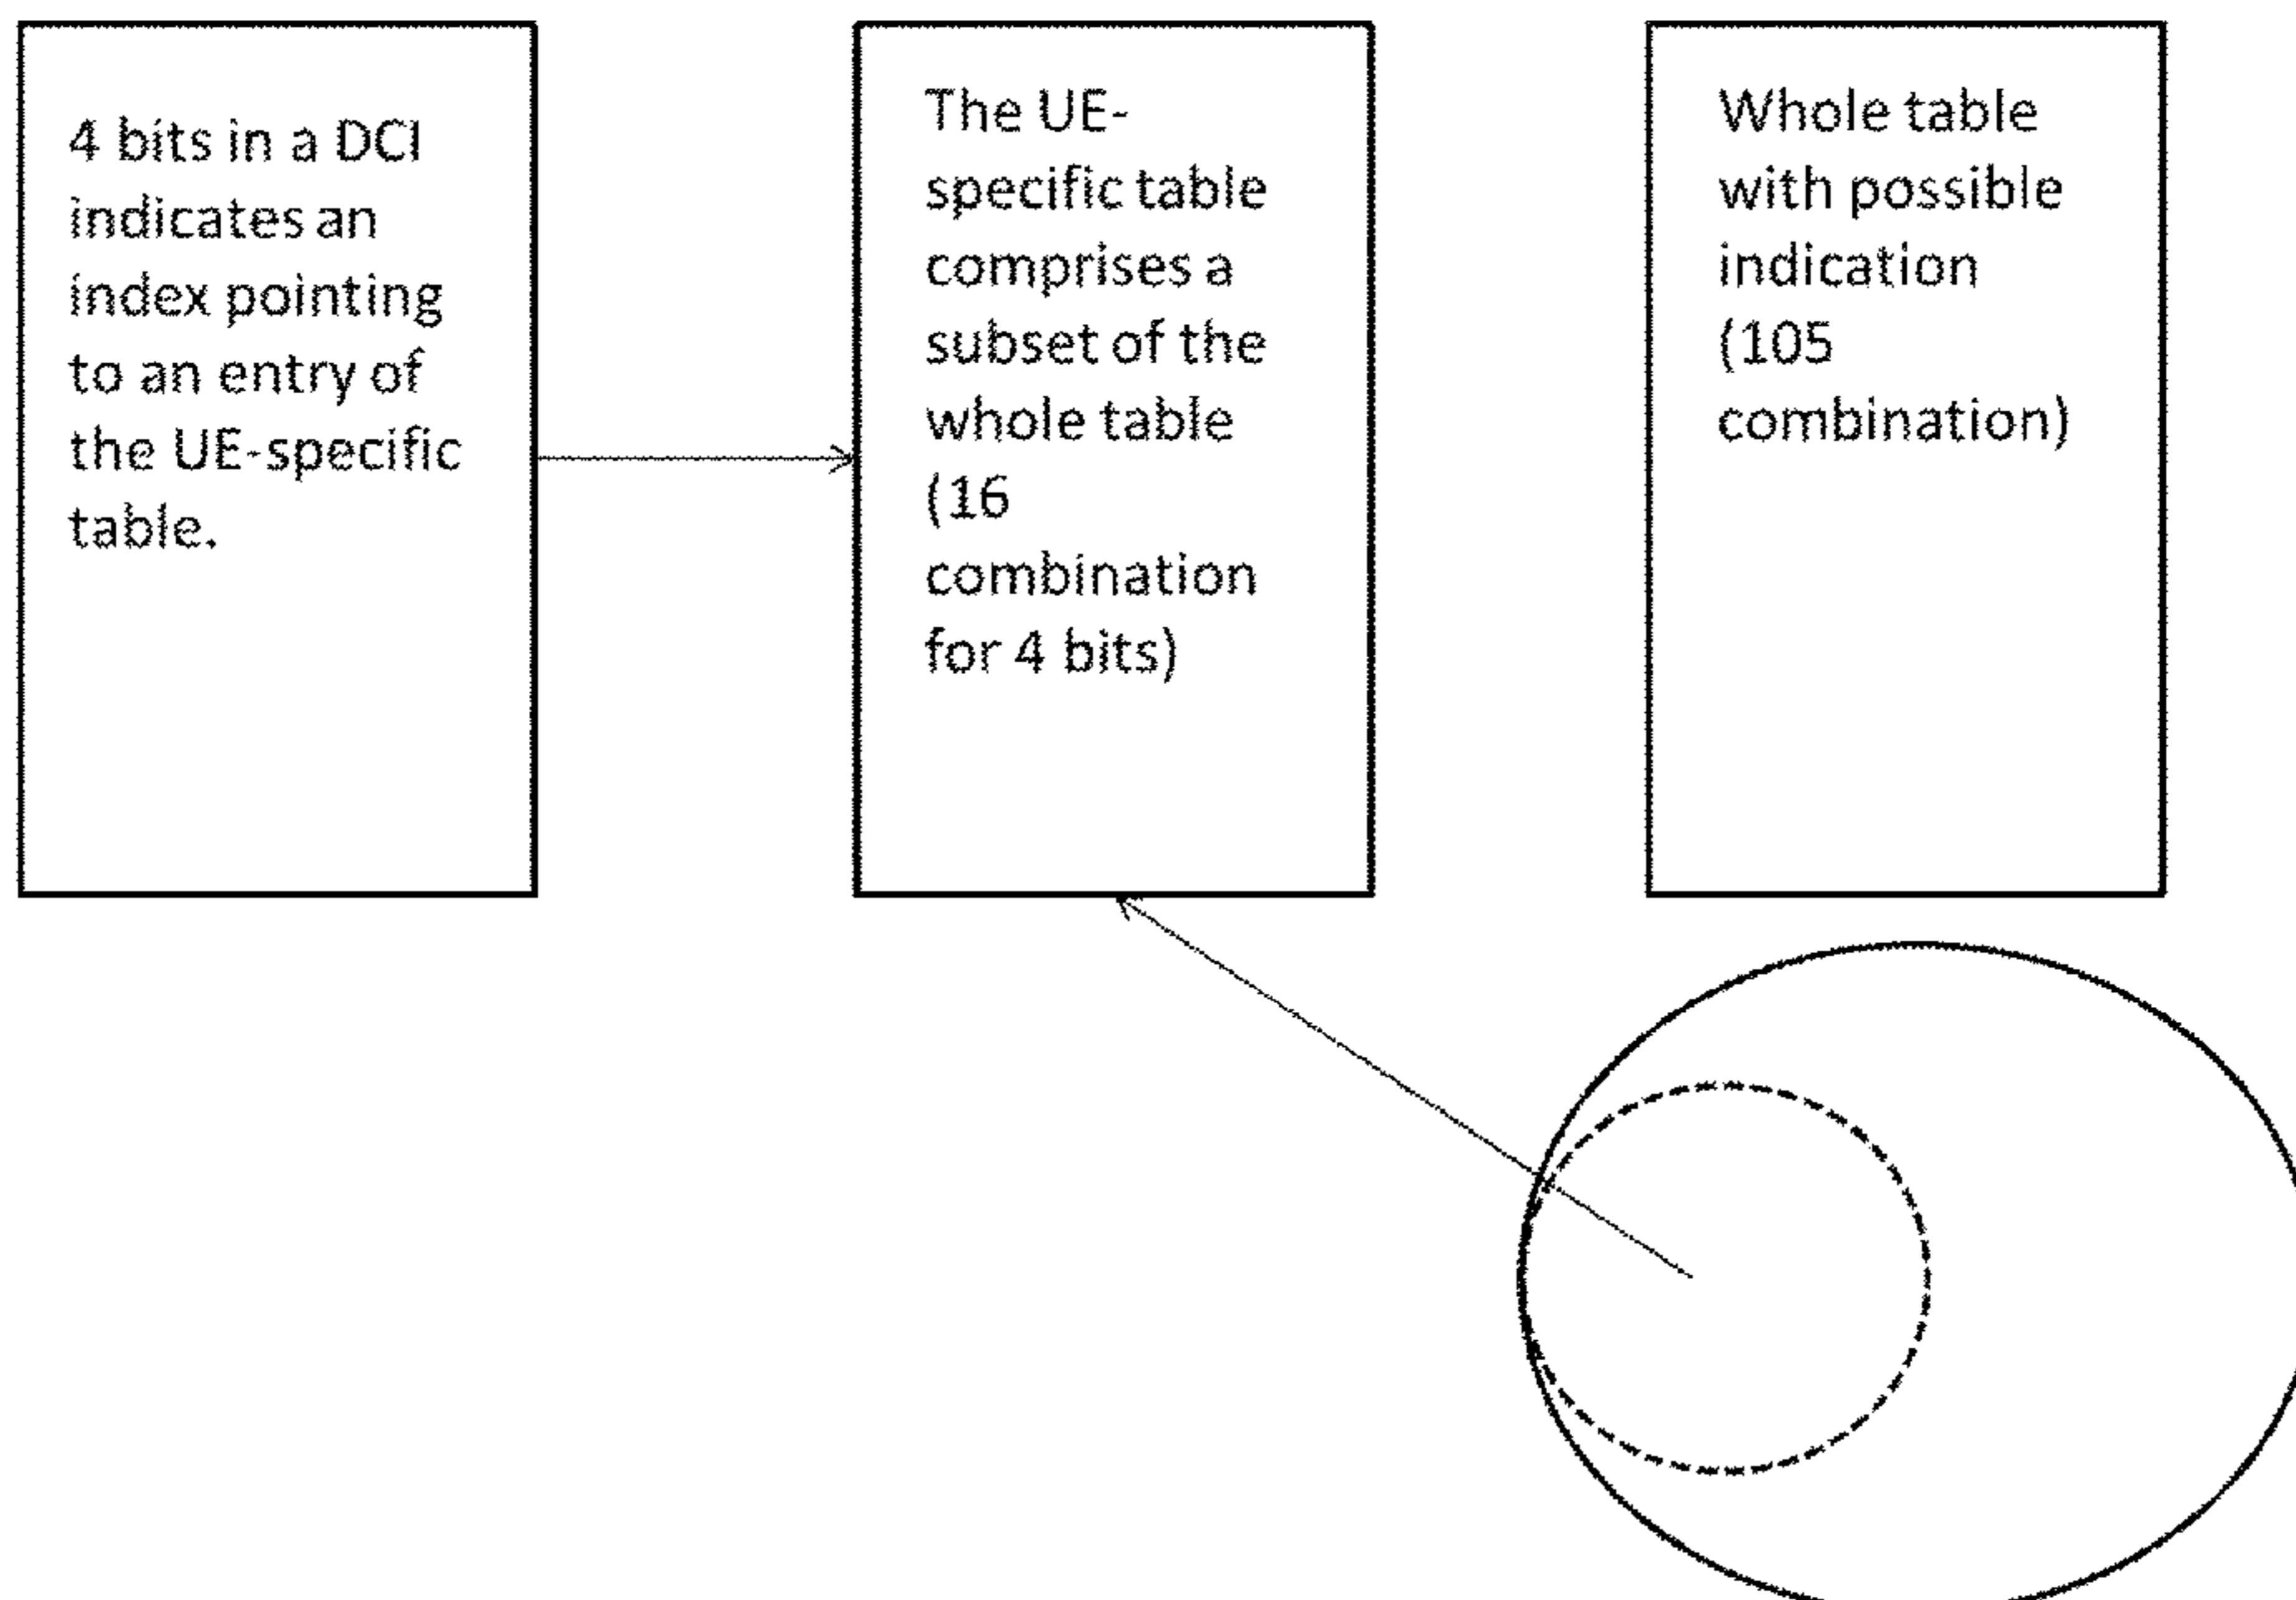 4 bits in a DCI
indicates an
index pointing
to an entry of
the UE-specific
table.
The UE-
specific table
comprises a
subset of the
whole table
(16
combination
for 4 bits)
Whole table
with possible
indication
(105
combination)